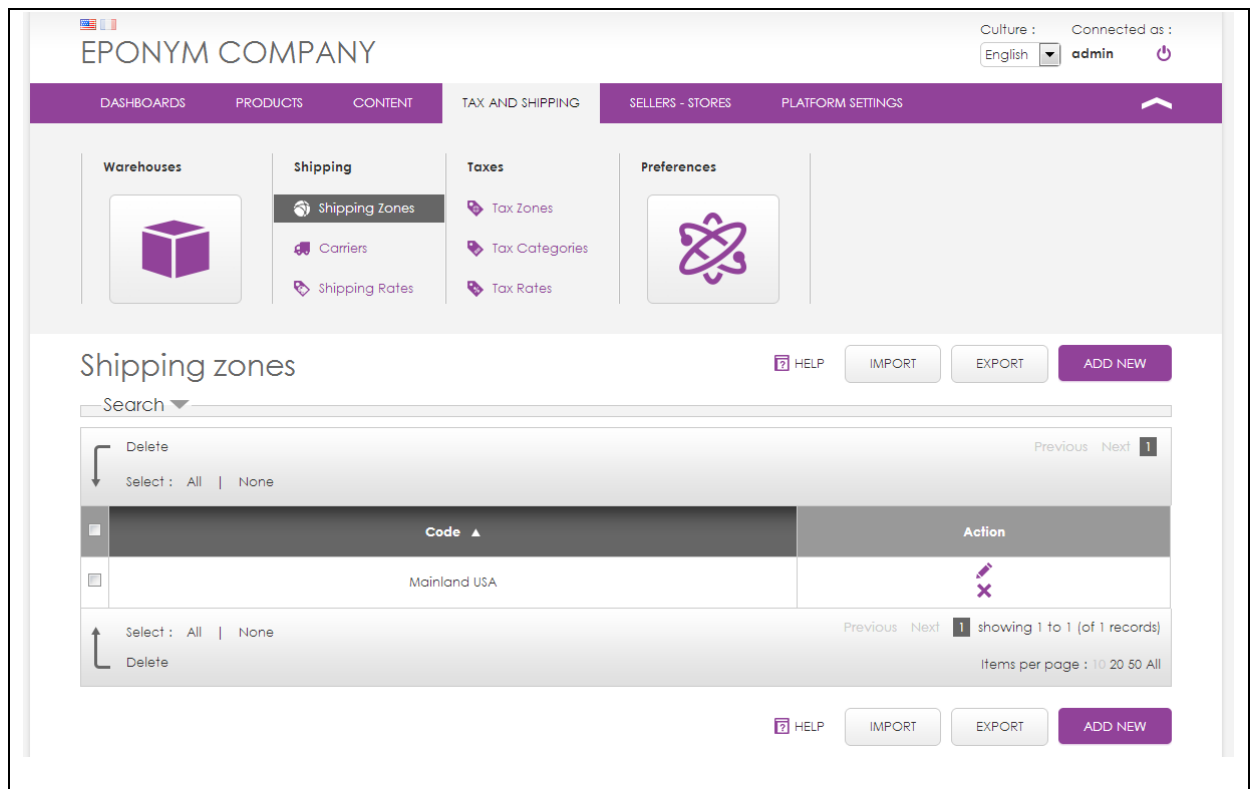 Culture : Connected as :
EPONYM COMPANY
English admin
DASHBOARDS PRODUCTS CONTENT TAX AND SHIPPING SELLERS - STORES PLATFORM SETTINGS
Warehouses Shipping Taxes Preferences
Shipping Zones Tax Zones
Carriers Tax Categories
Shipping Rates Tax Rates
Shipping zones ? HELP IMPORT EXPORT ADD NEW
Search
Delete Previous Next 1
Select : All | None
Code ▲ Action
Mainland USA
Select : All | None Previous Next 1 showing 1 to 1 (of 1 records)
Delete Items per page : 10 20 50 All
? HELP IMPORT EXPORT ADD NEW